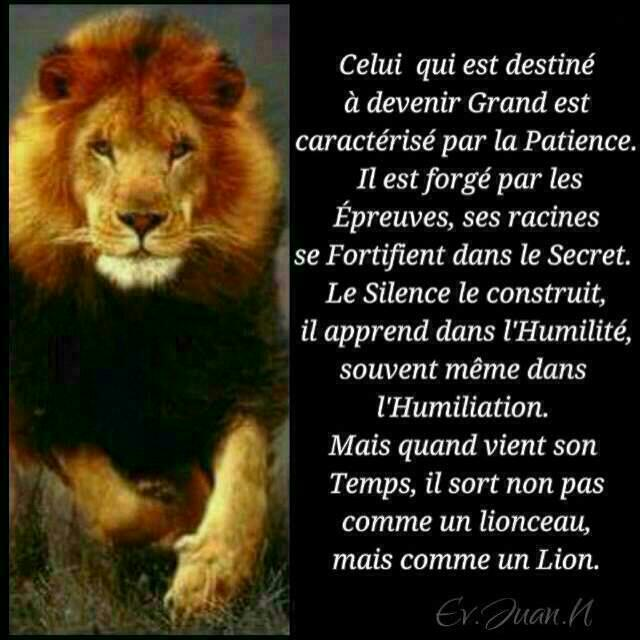 Celui qui est destiné
à devenir Grand est
caractérisé par la Patience.
Il est forgé par les
Épreuves, ses racines
se Fortifient dans le Secret.
Le Silence le construit,
il apprend dans l'Humilité,
souvent même dans
l'Humiliation.
Mais quand vient son
Temps, il sort non pas
comme un lionceau,
mais comme un Lion.
Ev.Juan.N